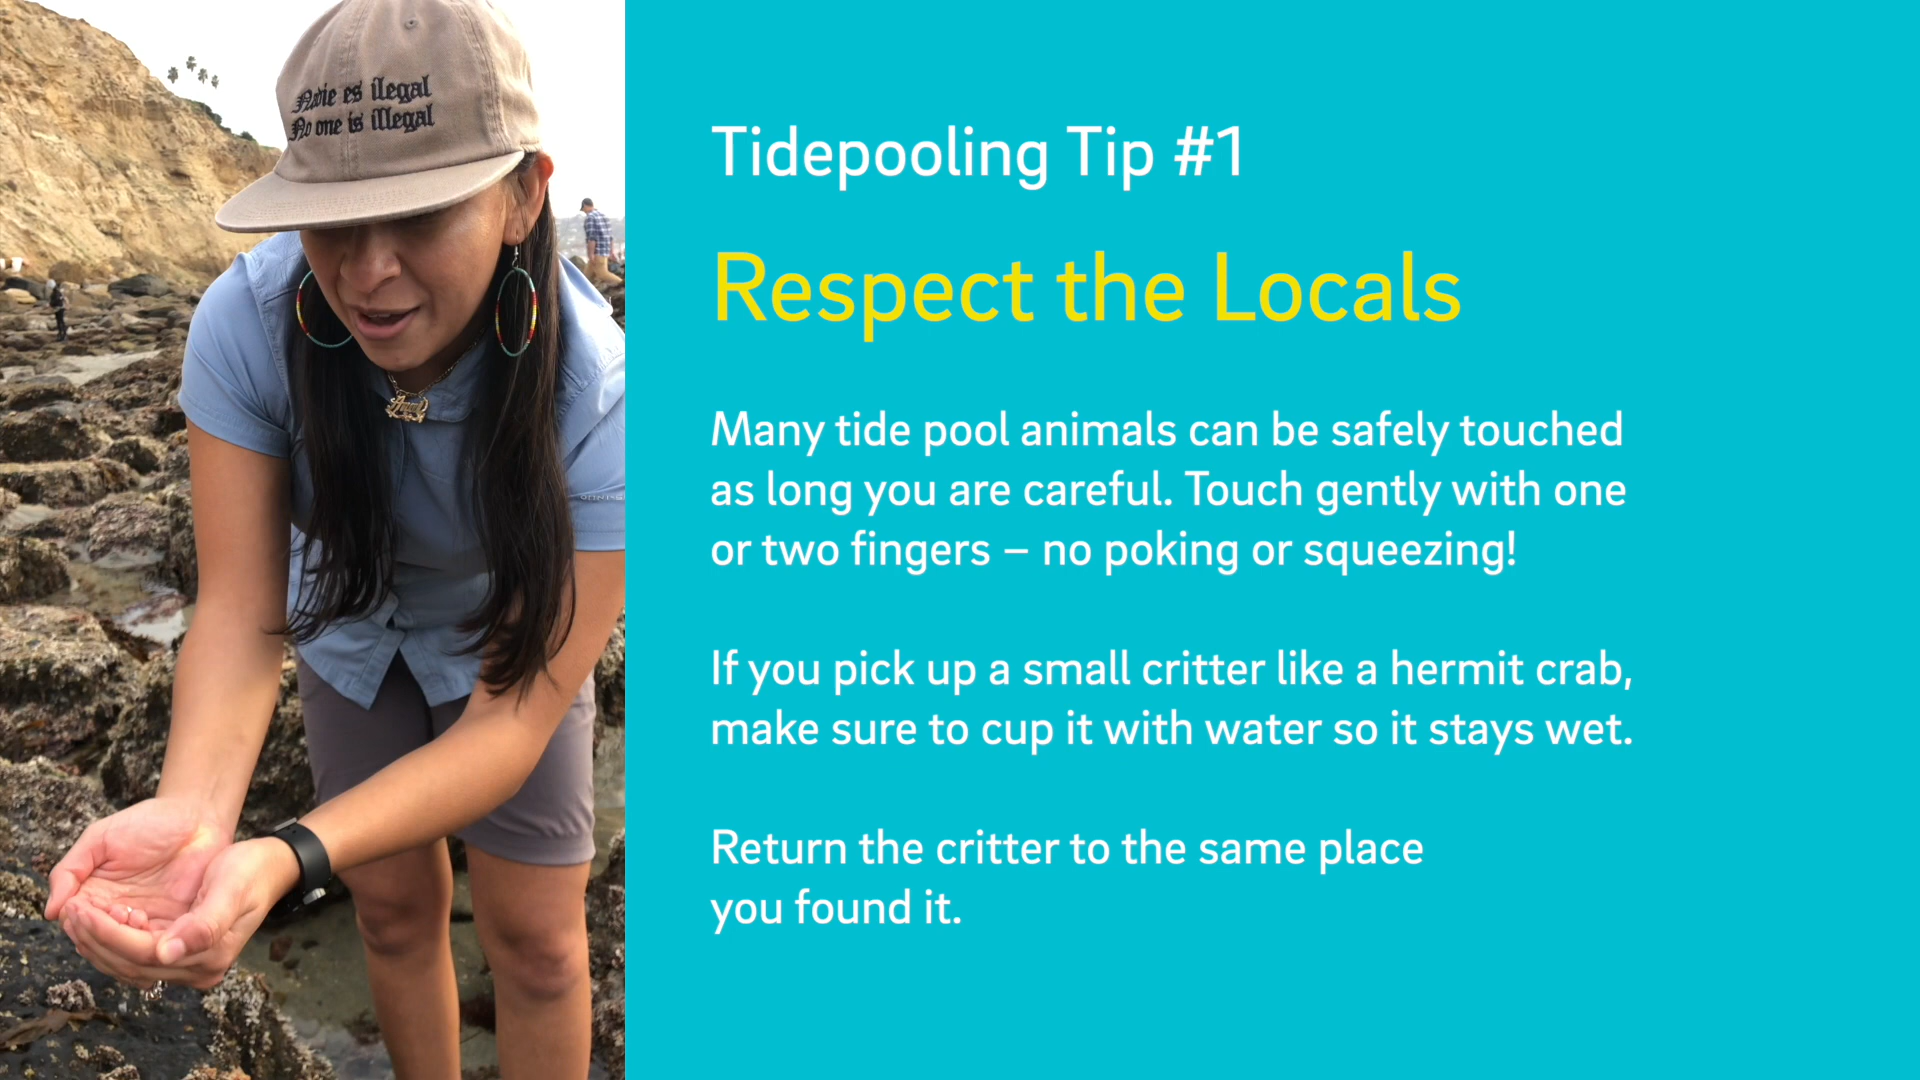 Nadie es ilegal
No one is illegal
Tidepooling Tip #1
Respect the Locals
Many tide pool animals can be safely touched
as long you are careful. Touch gently with one
or two fingers – no poking or squeezing!
If you pick up a small critter like a hermit crab,
make sure to cup it with water so it stays wet.
Return the critter to the same place
you found it.